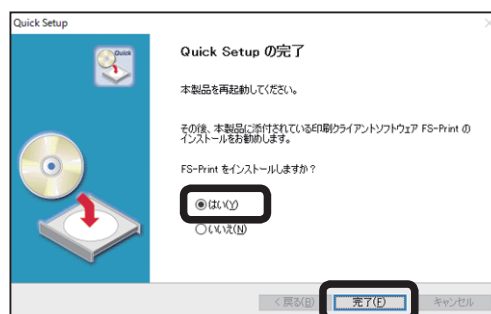 Quick Setup
Quick
Quick Setup の完了
本製品を再起動してください。
その後、本製品に添付されている印刷クライアントソフトウェア FS-Print の
インストールをお勧めします。
FS-Print をインストールしますか？
はい(Y)
いいえ(N)
< 戻る(B)
完了(F)
キャンセル